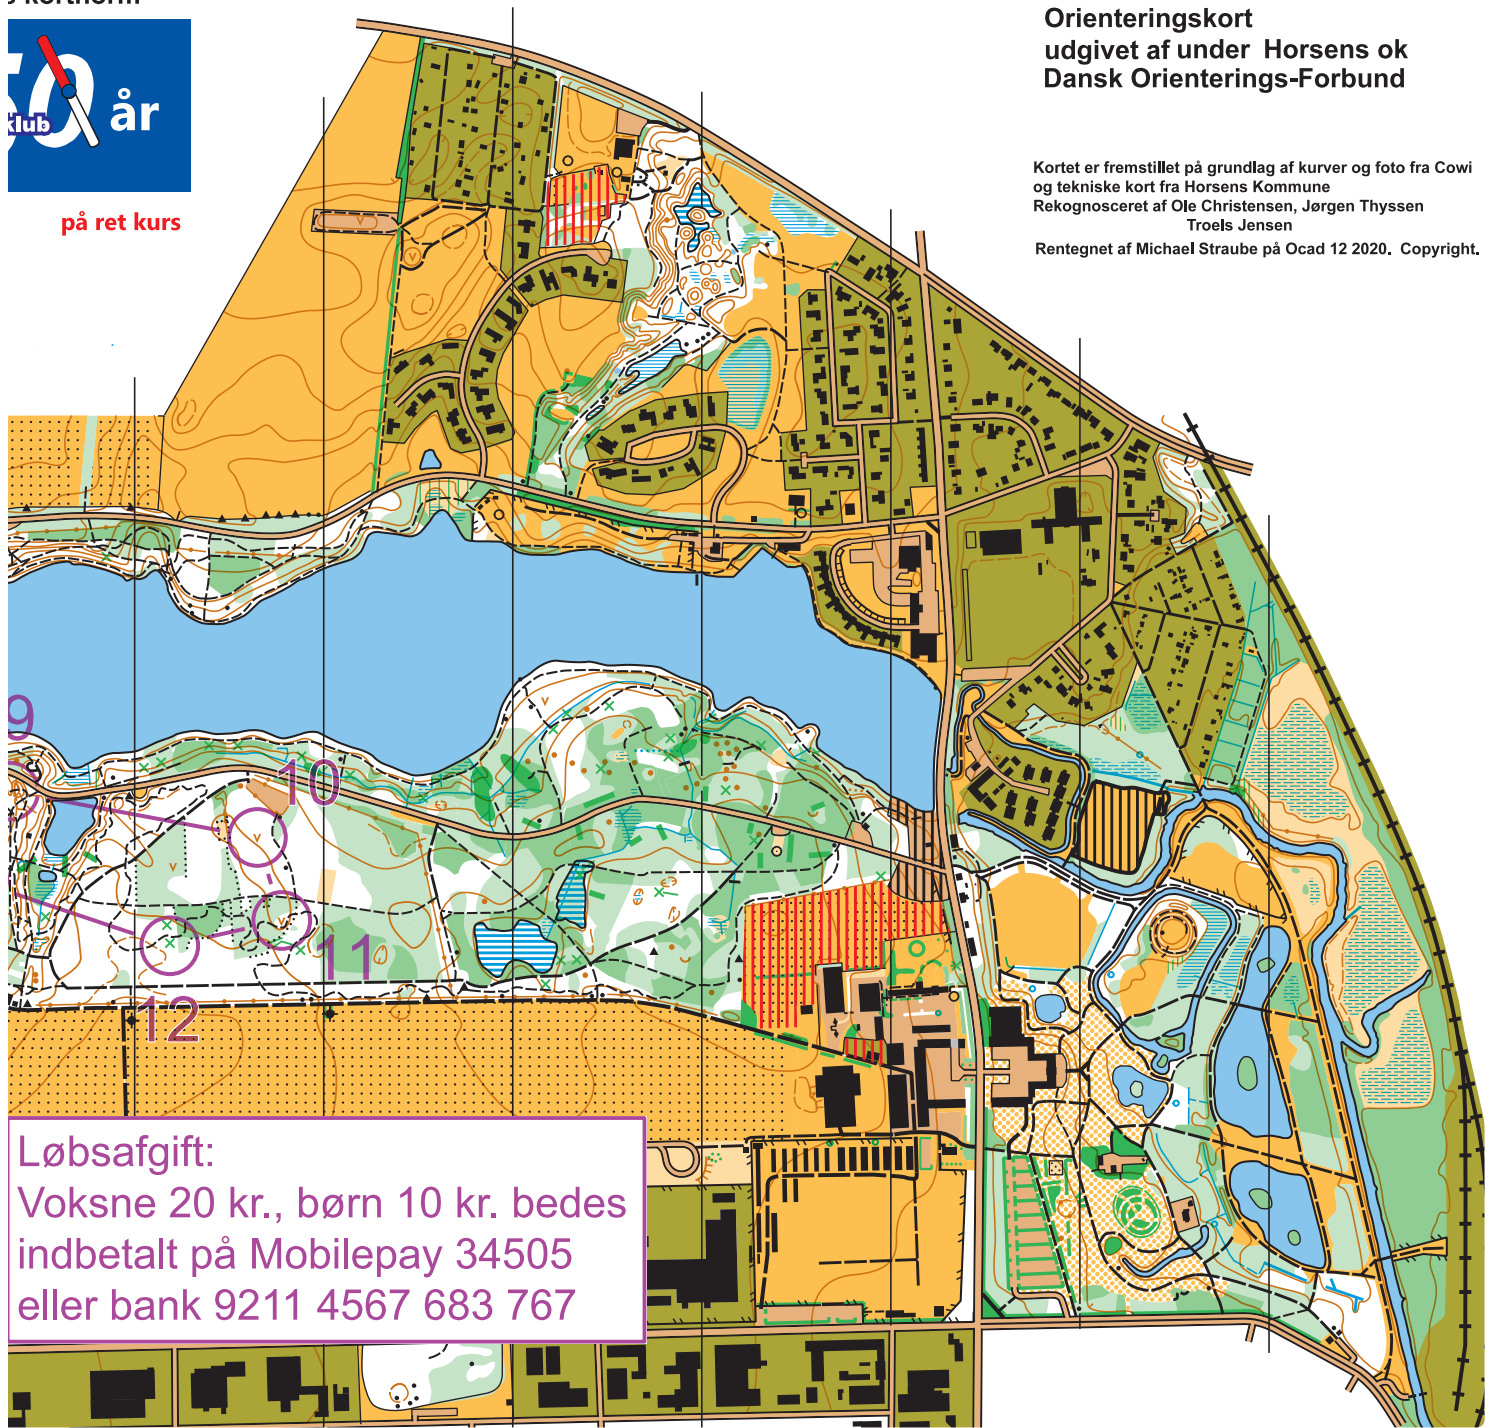 kortnorm
50 år
klub
på ret kurs
Orienteringskort
udgivet af under Horsens ok
Dansk Orienterings-Forbund
Kortet er fremstillet på grundlag af kurver og foto fra Cowi
og tekniske kort fra Horsens Kommune
Rekognosceret af Ole Christensen, Jørgen Thyssen
Troels Jensen
Rentegnet af Michael Straube på Ocad 12 2020. Copyright.
9
10
11
12
Løbsafgift:
Voksne 20 kr., børn 10 kr. bedes
indbetalt på Mobilepay 34505
eller bank 9211 4567 683 767